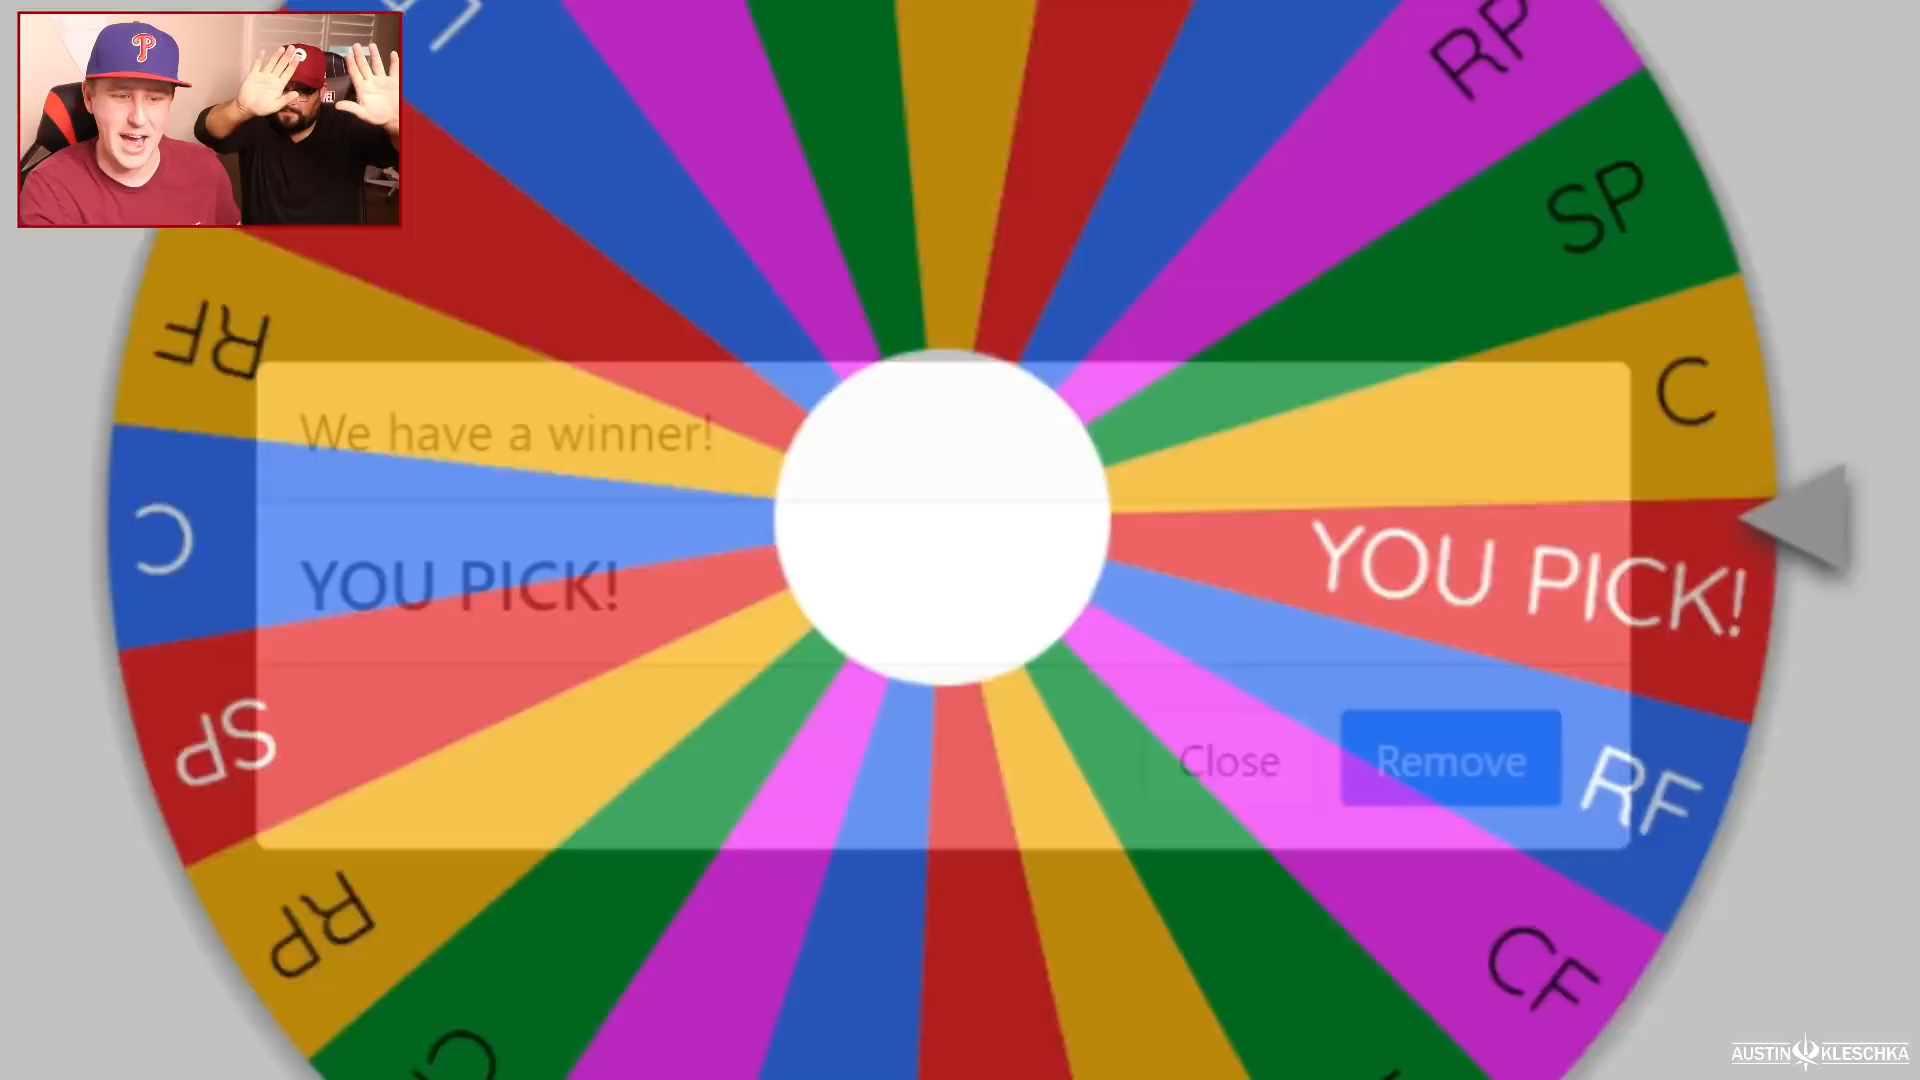 P
RP
SP
RF
C
We have a winner!
YOU PICK!
C
YOU PICK!
SP
Close
Remove
RF
RP
CF
AUSTIN KLESCHKA